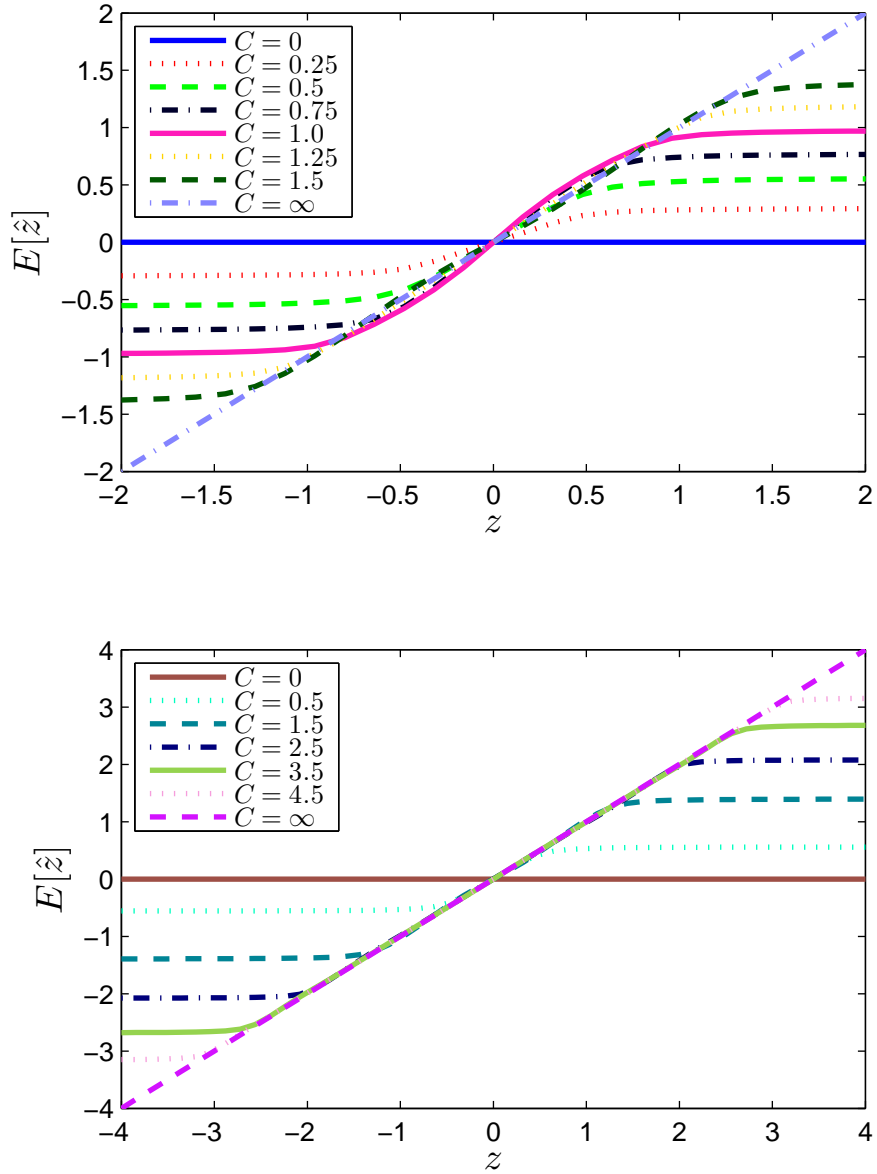 2
1.5
1
0.5
0
−0.5
−1
−1.5
−2
E[ẑ]
C = 0
C = 0.25
C = 0.5
C = 0.75
C = 1.0
C = 1.25
C = 1.5
C = ∞
−2 −1.5 −1 −0.5 0 0.5 1 1.5 2
z
4
3
2
1
0
−1
−2
−3
−4
E[ẑ]
C = 0
C = 0.5
C = 1.5
C = 2.5
C = 3.5
C = 4.5
C = ∞
−4 −3 −2 −1 0 1 2 3 4
z